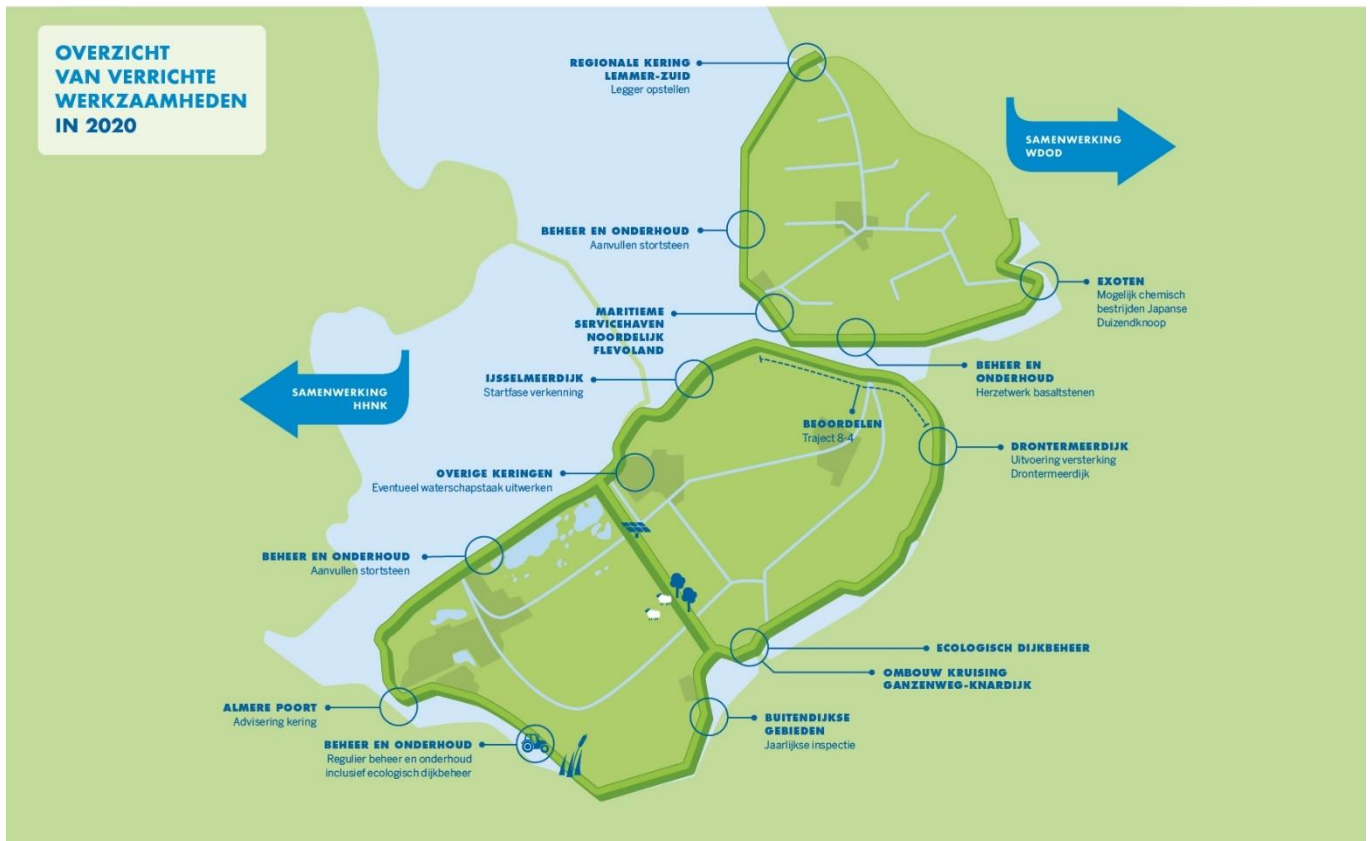 OVERZICHT
VAN VERRICHTE
WERKZAAMHEDEN
IN 2020
REGIONALE KERING
LEMMER-ZUID
Legger opstellen
SAMENWERKING
WDOD
BEHEER EN ONDERHOUD
Aanvullen stortsteen
EXOTEN
Mogelijk chemisch
bestrijden Japanse
Duizendknoop
MARITIEME
SERVICEHAVEN
NOORDELIJK
FLEVOLAND
BEHEER EN
ONDERHOUD
Herzetwerk basaltstenen
IJSSELMEERDIJK
Startfase verkenning
SAMENWERKING
HHNK
BEOORDELEN
Traject 8-4
DRONTERMEERDIJK
Uitvoering versterking
Drontermeerdijk
OVERIGE KERINGEN
Eventueel waterschapstaak uitwerken
BEHEER EN ONDERHOUD
Aanvullen stortsteen
ECOLOGISCH DIJKBEHEER
OMBOUW KRUISING
GANZENWEG-KNARDIJK
ALMERE POORT
Advisering kering
BUITENDIJKSE
GEBIEDEN
Jaarlijkse inspectie
BEHEER EN ONDERHOUD
Regulier beheer en onderhoud
inclusief ecologisch dijkbeheer